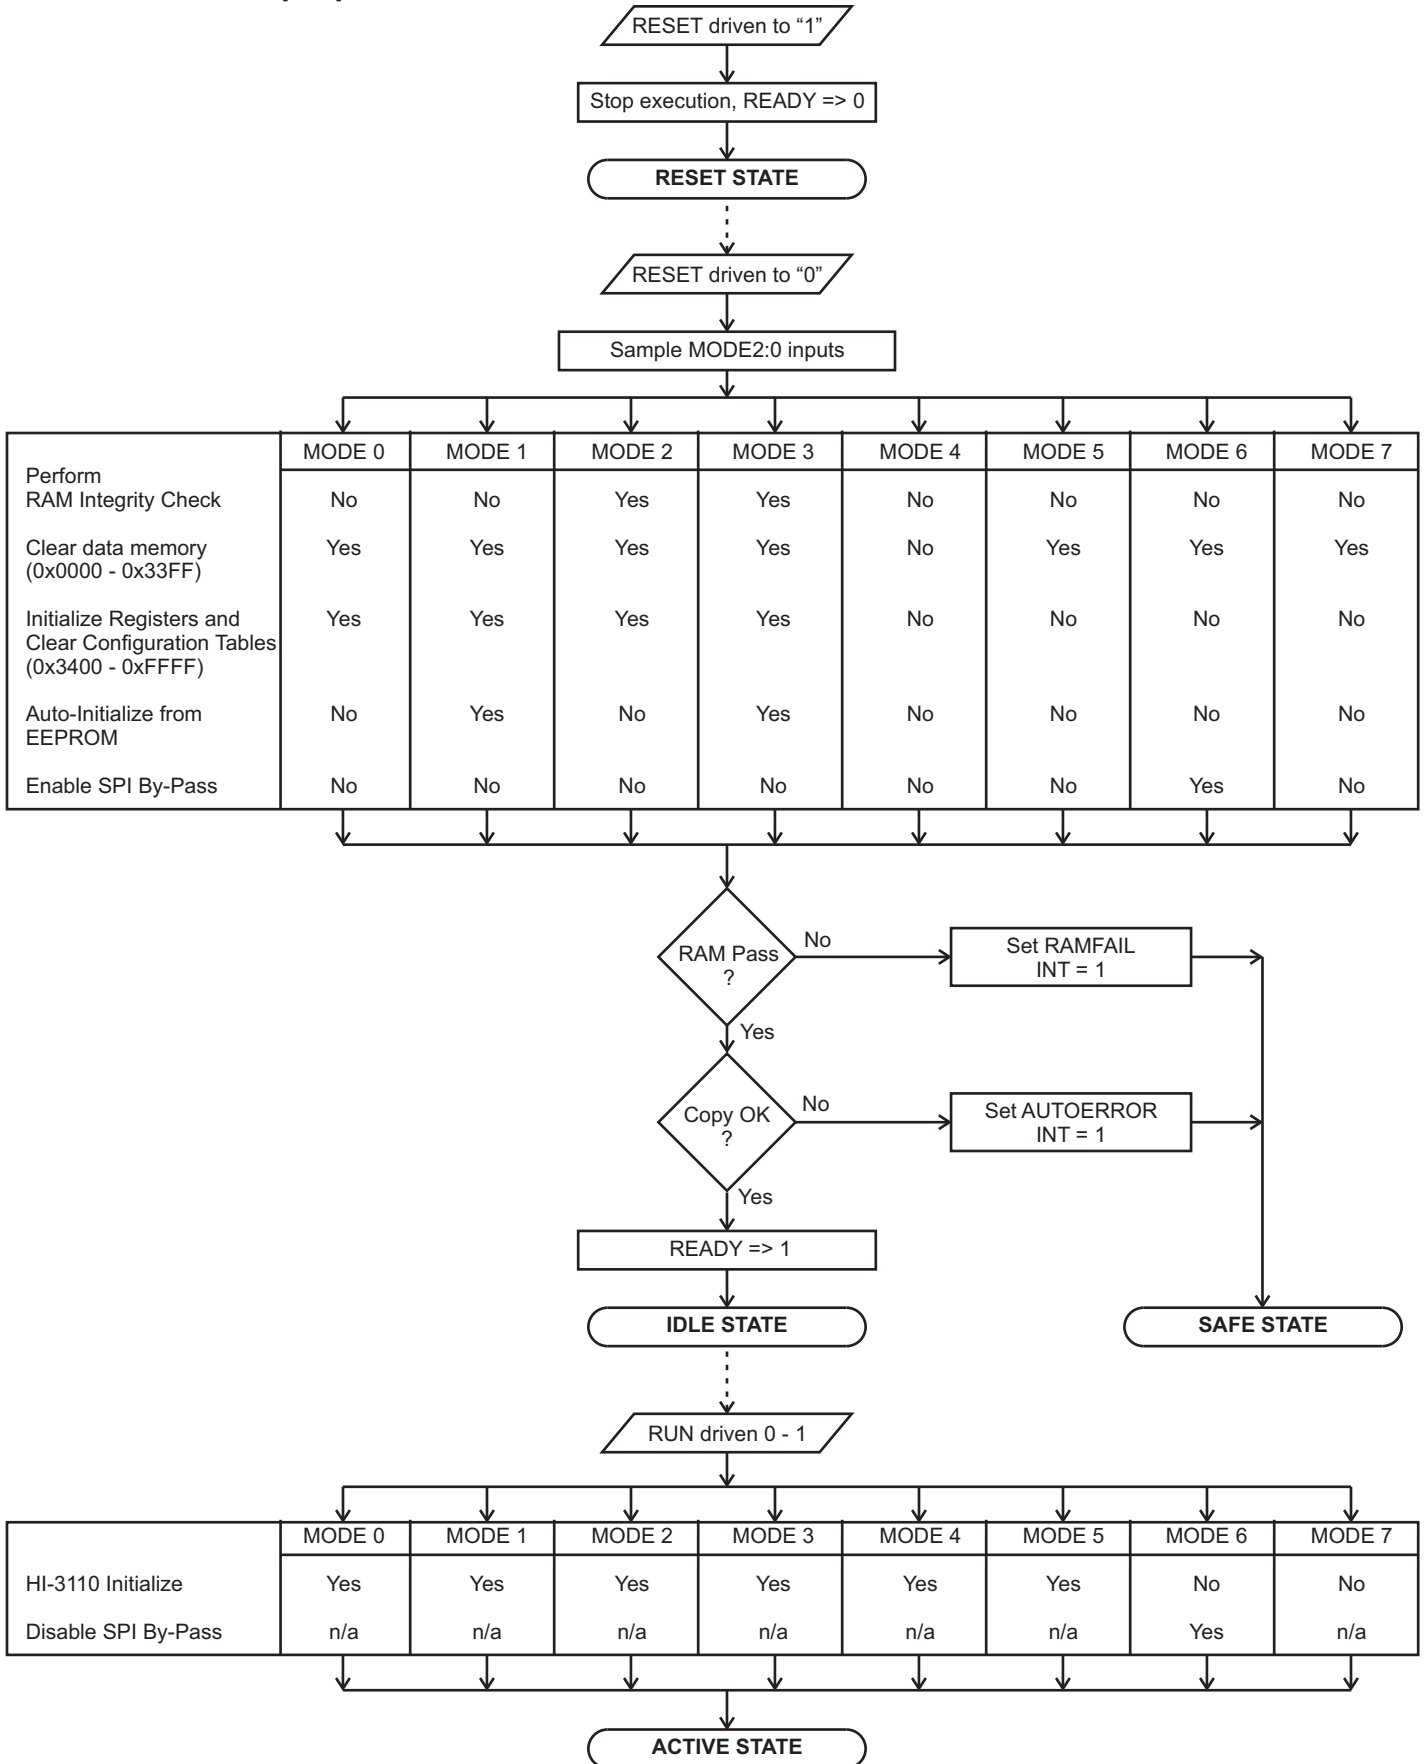 RESET driven to “1”
Stop execution, READY => 0
RESET STATE
RESET driven to “0”
Sample MODE2:0 inputs
MODE 0 MODE 1 MODE 2 MODE 3 MODE 4 MODE 5 MODE 6 MODE 7
Perform
RAM Integrity Check No No Yes Yes No No No No
Clear data memory Yes Yes Yes Yes No Yes Yes Yes
(0x0000 - 0x33FF)
Initialize Registers and Yes Yes Yes Yes No No No No
Clear Configuration Tables
(0x3400 - 0xFFFF)
Auto-Initialize from No Yes No Yes No No No No
EEPROM
Enable SPI By-Pass No No No No No No Yes No
RAM Pass
?
No
Set RAMFAIL
INT = 1
Yes
Copy OK
?
No
Set AUTOERROR
INT = 1
Yes
READY => 1
IDLE STATE
SAFE STATE
RUN driven 0 - 1
MODE 0 MODE 1 MODE 2 MODE 3 MODE 4 MODE 5 MODE 6 MODE 7
HI-3110 Initialize Yes Yes Yes Yes Yes Yes No No
Disable SPI By-Pass n/a n/a n/a n/a n/a n/a Yes n/a
ACTIVE STATE